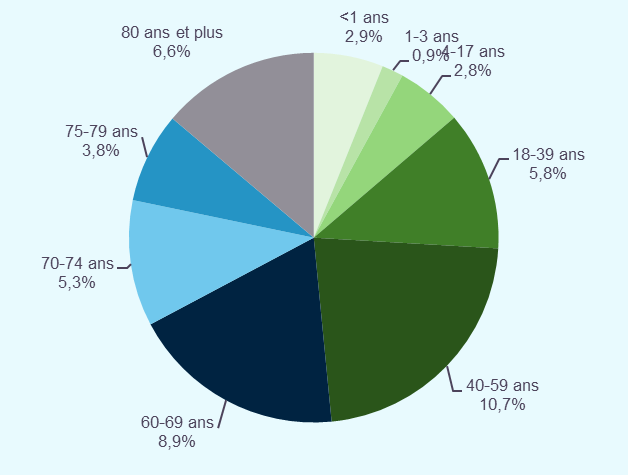 <1 ans
2,9%
1-3 ans
0,9%
4-17 ans
2,8%
18-39 ans
5,8%
40-59 ans
10,7%
60-69 ans
8,9%
70-74 ans
5,3%
75-79 ans
3,8%
80 ans et plus
6,6%